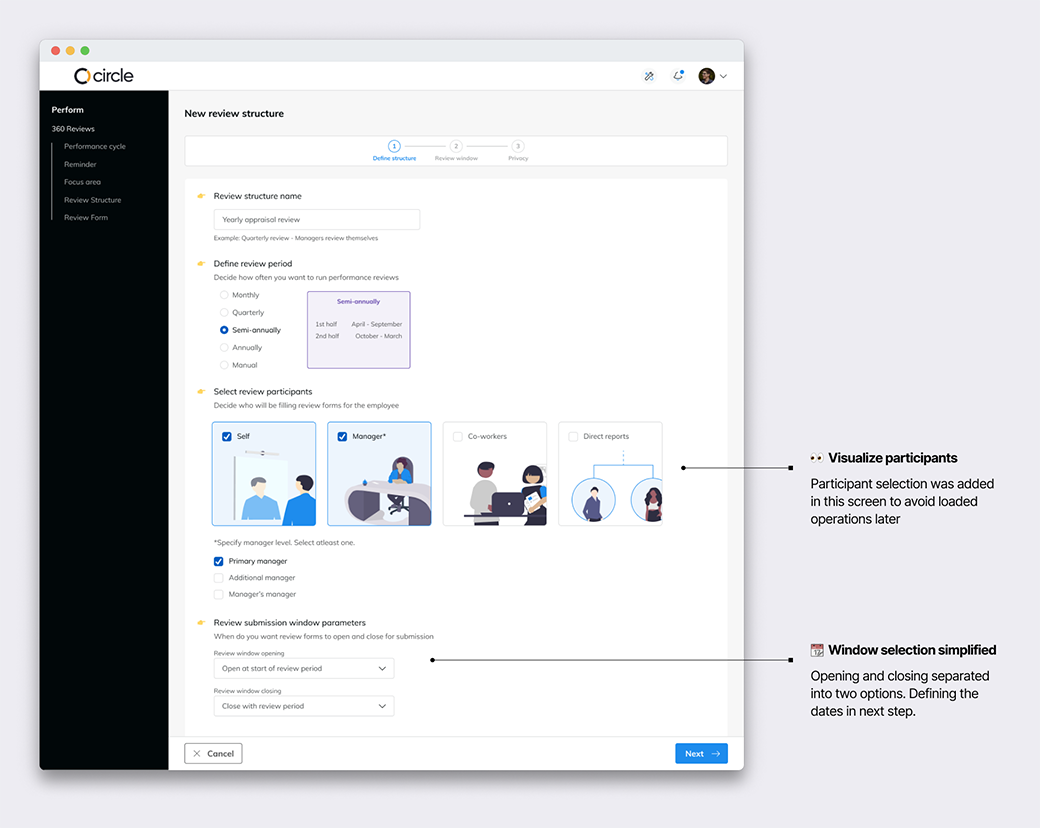 circle
Perform
360 Reviews
Performance cycle
Reminder
Focus area
Review Structure
Review Form
New review structure
1
2
3
Define structure
Review window
Privacy
Review structure name
Yearly appraisal review
Example: Quarterly review - Managers review themselves
Define review period
Decide how often you want to run performance reviews
Monthly
Quarterly
Semi-annually
Annually
Manual
Semi-annually
1st half April - September
2nd half October - March
Select review participants
Decide who will be filling review forms for the employee
Self
Manager*
Co-workers
Direct reports
*Specify manager level. Select atleast one.
Primary manager
Additional manager
Manager's manager
Review submission window parameters
When do you want review forms to open and close for submission
Review window opening
Open at start of review period
Review window closing
Close with review period
Cancel
Next
👀 Visualize participants
Participant selection was added
in this screen to avoid loaded
operations later
📆 Window selection simplified
Opening and closing separated
into two options. Defining the
dates in next step.